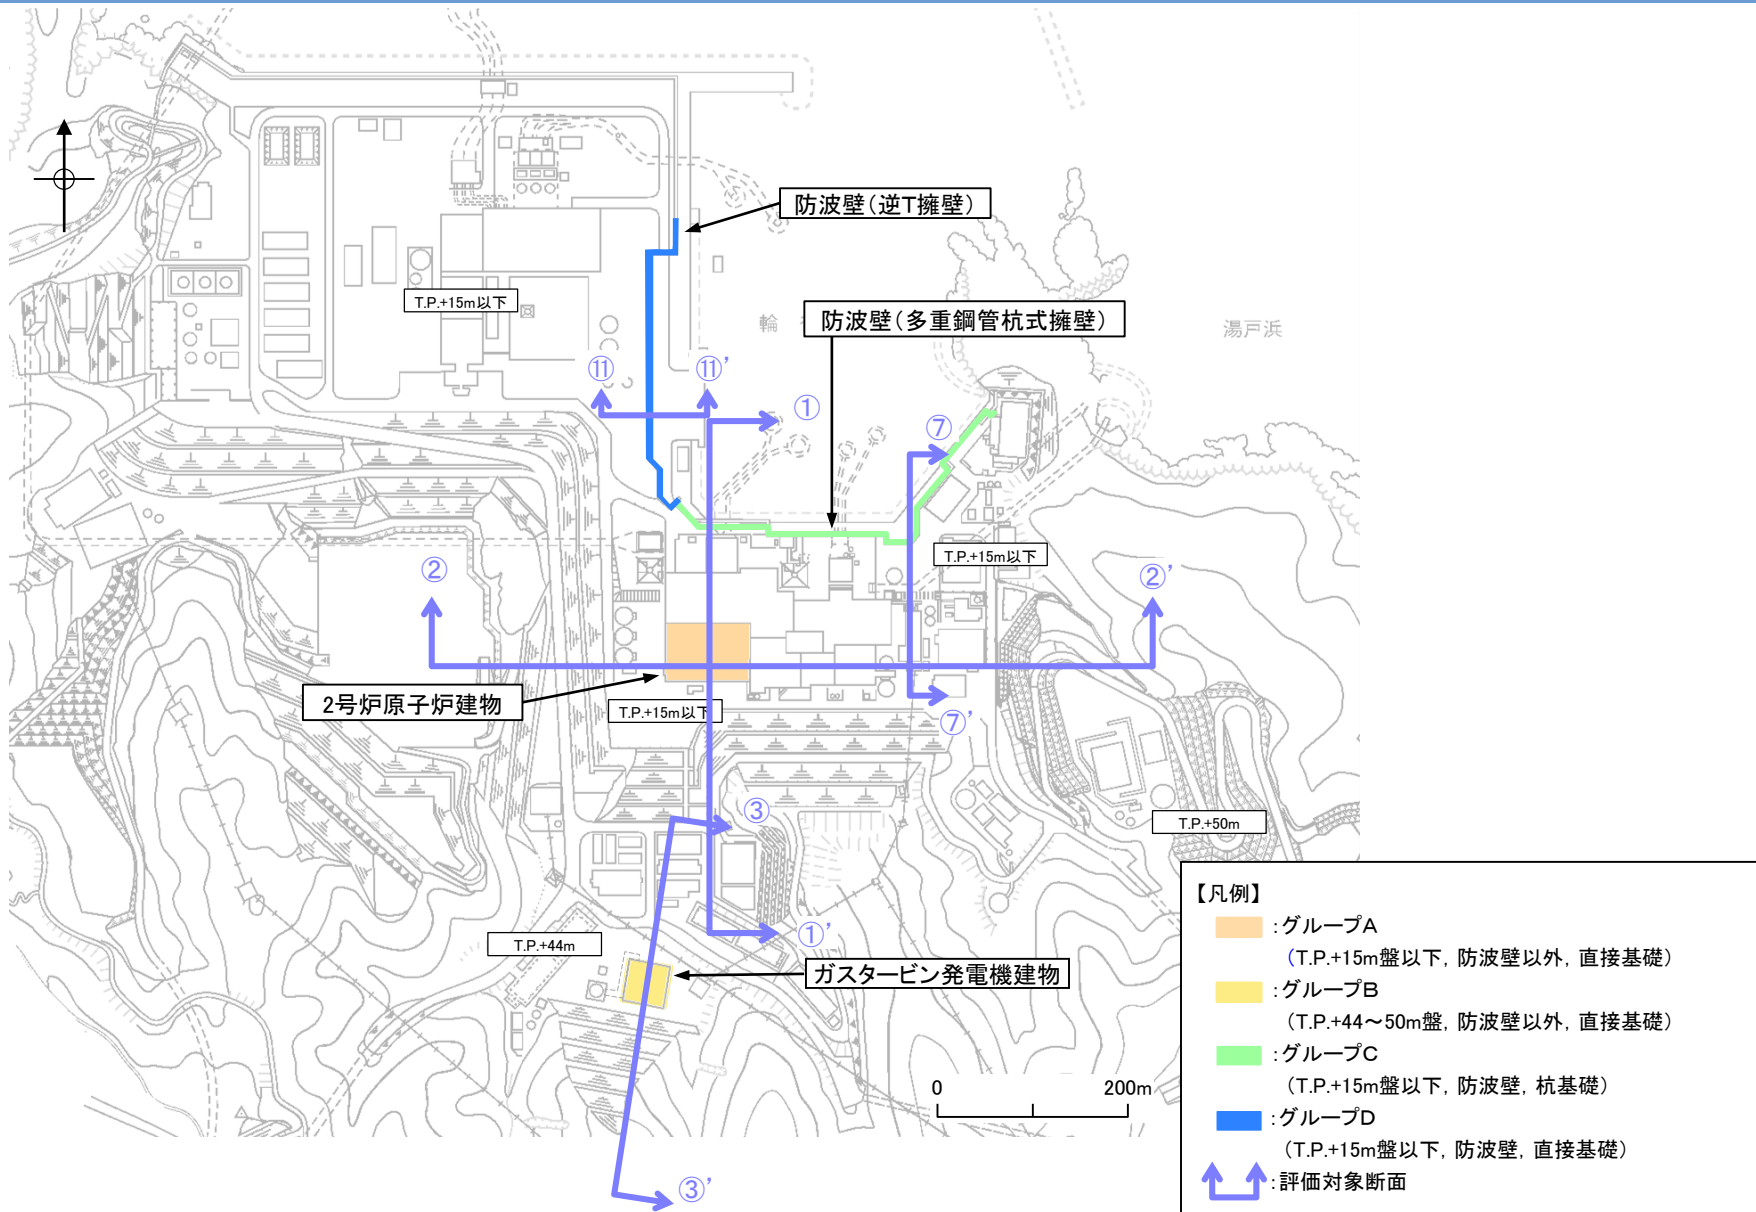 防波壁（逆T擁壁）
T.P.+15m以下
防波壁（多重鋼管杭式擁壁）
輪
湯戸浜
⑪
⑪’
①
⑦
T.P.+15m以下
②
②’
2号炉原子炉建物
T.P.+15m以下
⑦’
③
T.P.+50m
T.P.+44m
①’
ガスタービン発電機建物
③’
0
200m
【凡例】
：グループA
（T.P.+15m盤以下，防波壁以外，直接基礎）
：グループB
（T.P.+44～50m盤，防波壁以外，直接基礎）
：グループC
（T.P.+15m盤以下，防波壁，杭基礎）
：グループD
（T.P.+15m盤以下，防波壁，直接基礎）
：評価対象断面